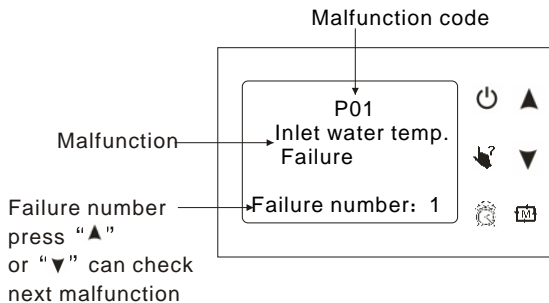 Malfunction code
P01
Inlet water temp.
Failure
Malfunction
Failure number: 1
Failure number
press “▲”
or “▼” can check
next malfunction
?
M